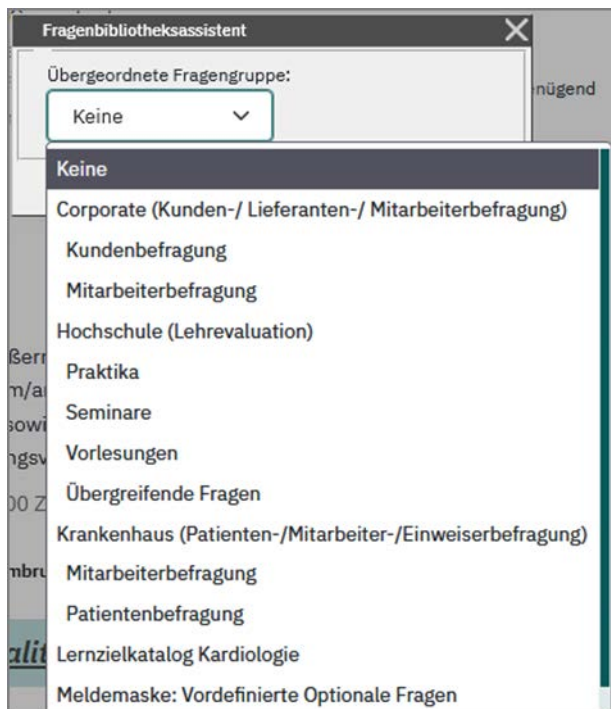 Fragenbibliotheksassistent
Übergeordnete Fragengruppe:
nügend
Keine
Keine
Corporate (Kunden-/ Lieferanten-/ Mitarbeiterbefragung)
Kundenbefragung
Mitarbeiterbefragung
Hochschule (Lehrevaluation)
Praktika
Seminare
Vorlesungen
Übergreifende Fragen
Krankenhaus (Patienten-/Mitarbeiter-/Einweiserbefragung)
Mitarbeiterbefragung
Patientenbefragung
Lernzielkatalog Kardiologie
Meldemaske: Vordefinierte Optionale Fragen